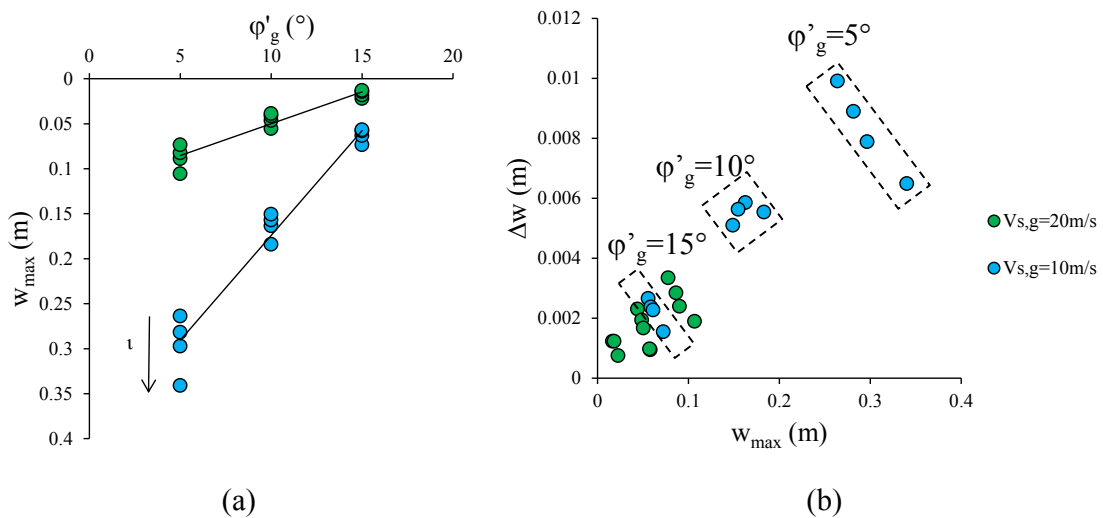 φ'g (°)
0 5 10 15 20
0
0.05
0.1
0.15
0.2
0.25
0.3
0.35
0.4
wmax (m)
ι
(a)
0.012
0.01
0.008
0.006
0.004
0.002
0
Δw (m)
φ’g=5°
φ’g=10°
φ’g=15°
0 0.1 0.2 0.3 0.4
wmax (m)
Vs,g=20m/s
Vs,g=10m/s
(b)